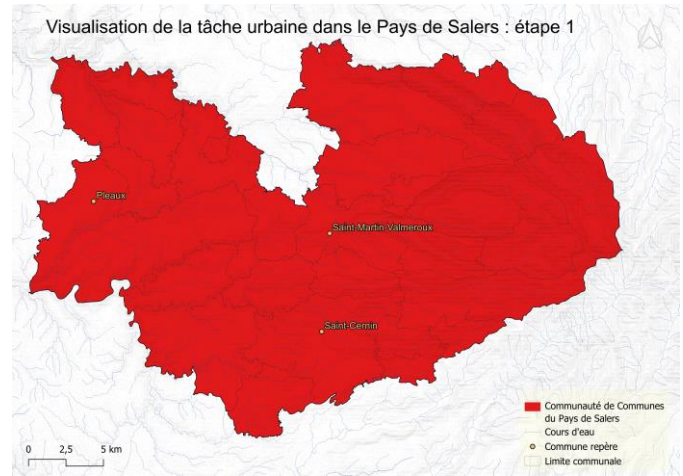 Visualisation de la tâche urbaine dans le Pays de Salers : étape 1
Pleaux
Saint-Martin-Valmeroux
Saint-Cernin
Communauté de Communes
du Pays de Salers
Cours d'eau
Commune repère
Limite communale
0 2,5 5 km